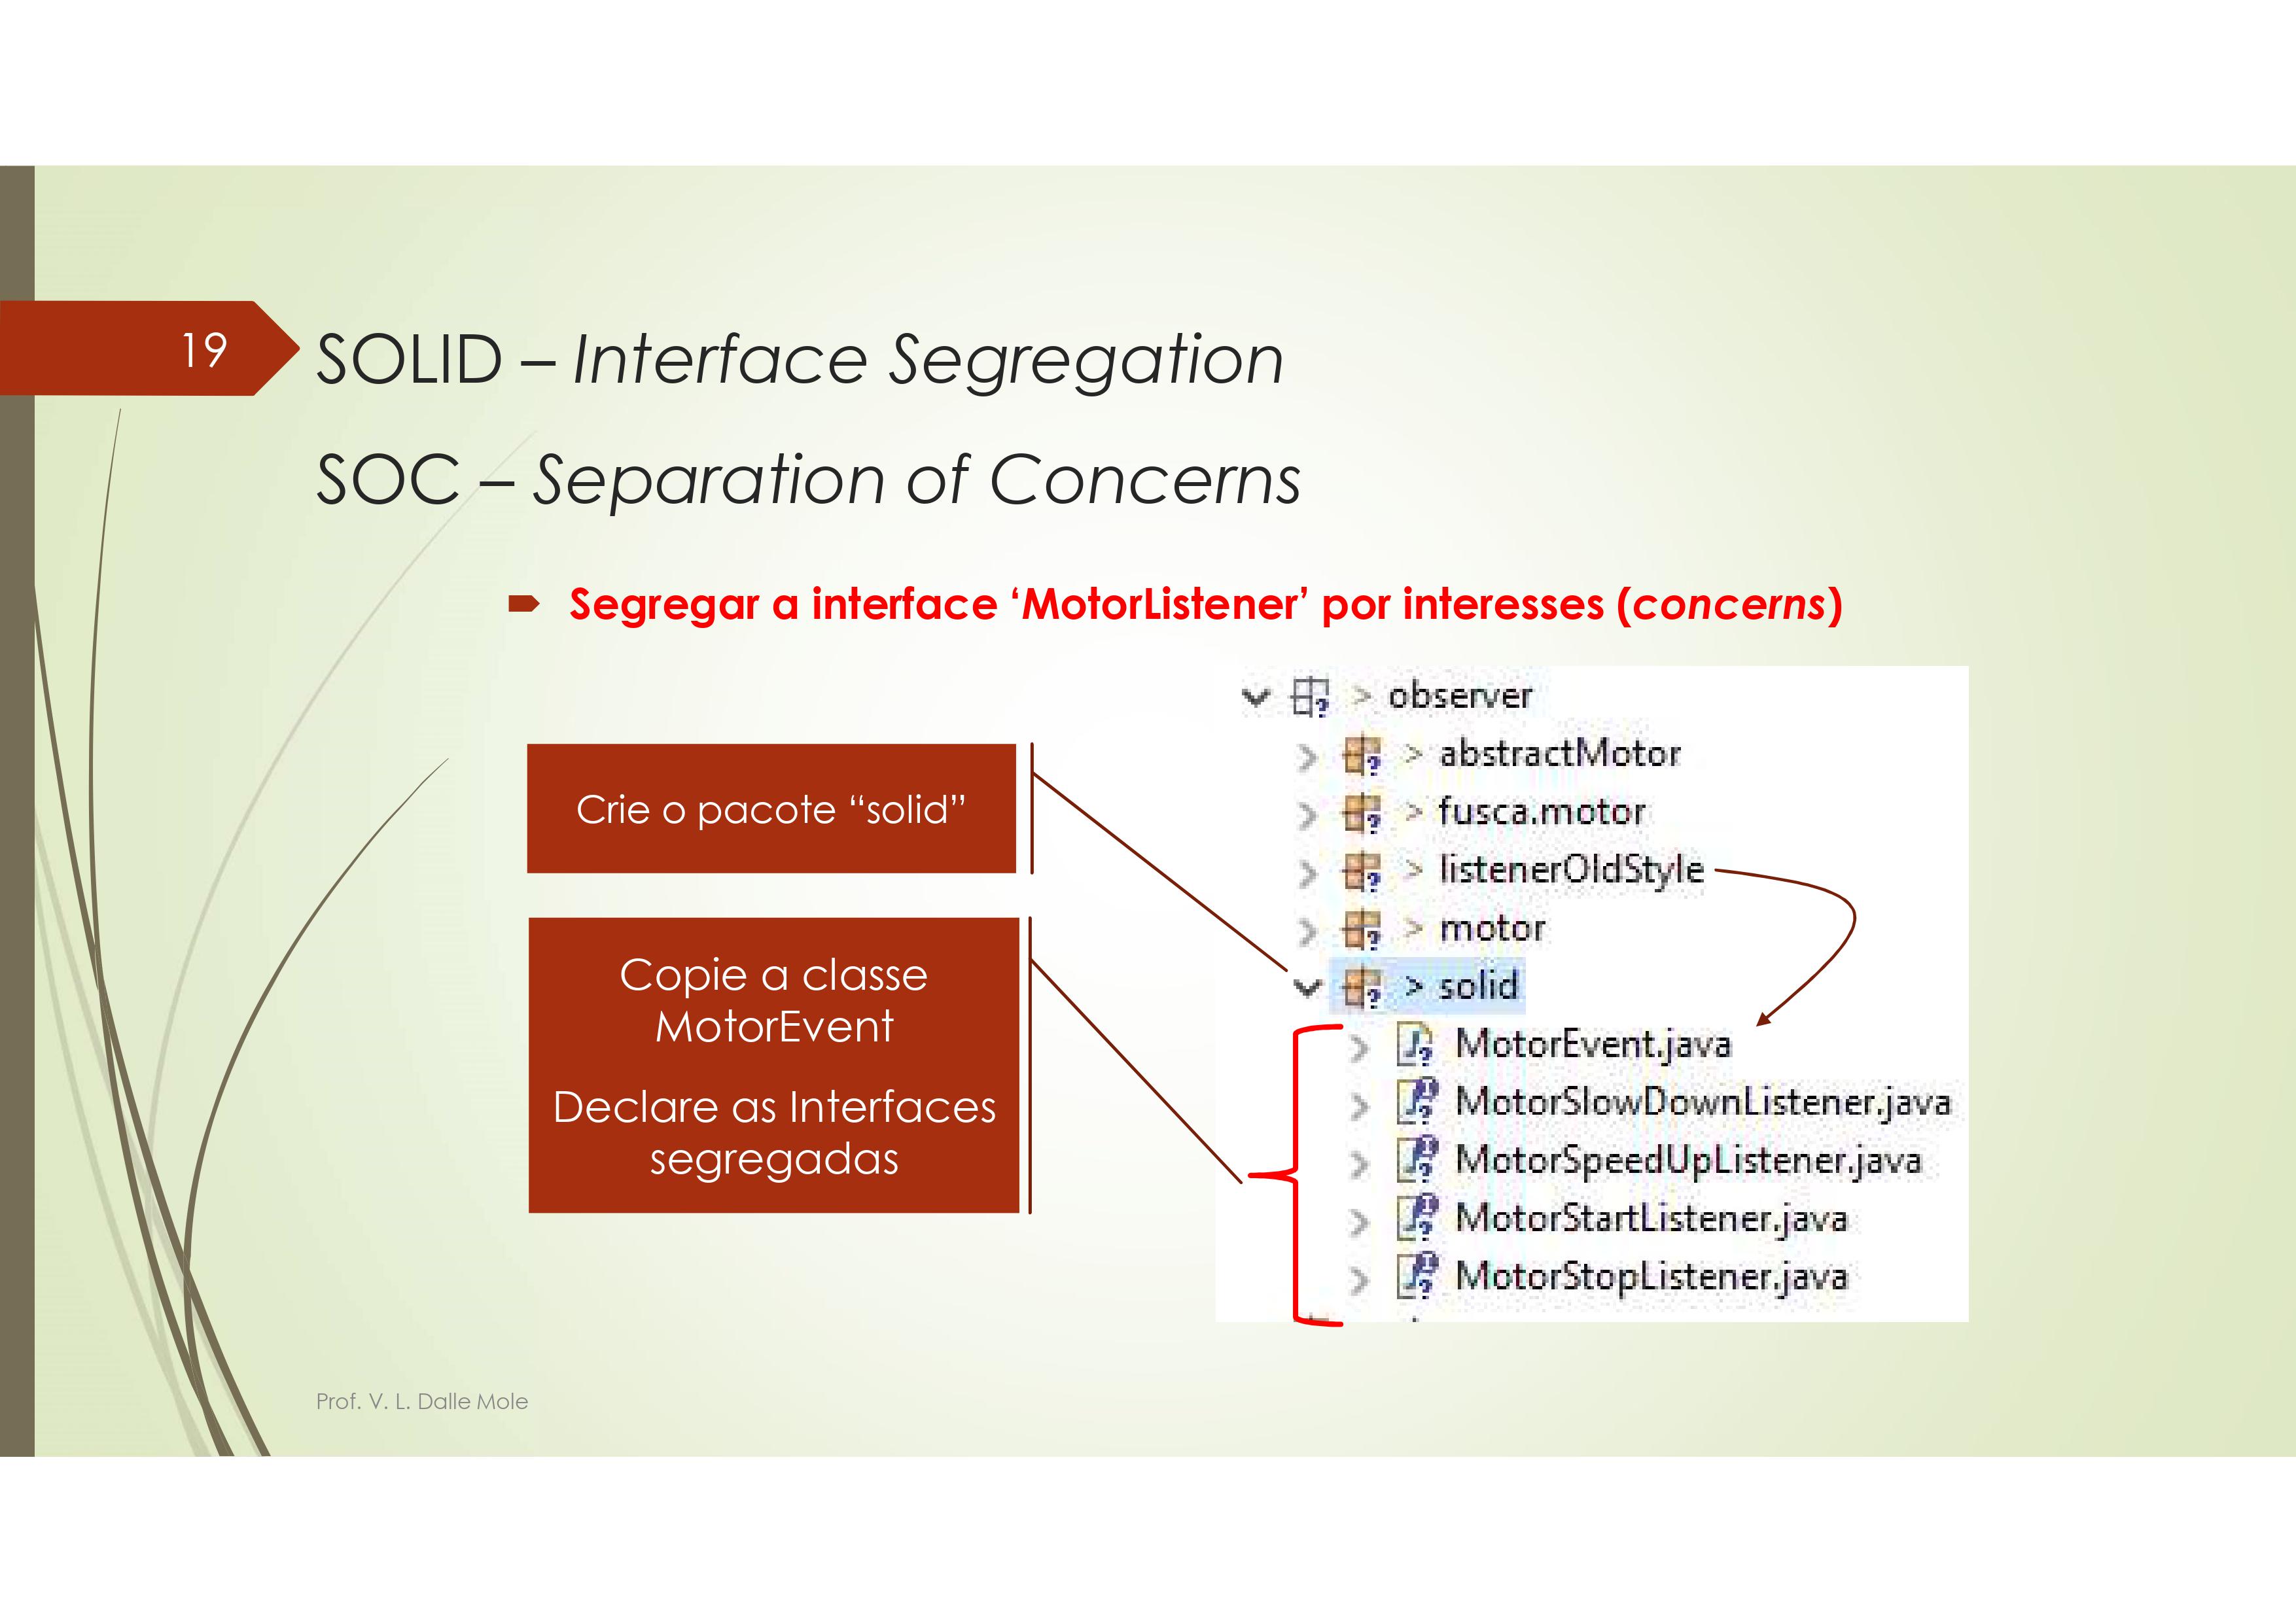 19
SOLID – Interface Segregation
SOC – Separation of Concerns
Segregar a interface ‘MotorListener’ por interesses (concerns)
Crie o pacote “solid”
Copie a classe
MotorEvent
Declare as Interfaces
segregadas
> observer
> abstractMotor
> fusca.motor
> listenerOldStyle
> motor
> solid
MotorEvent.java
MotorSlowDownListener.java
MotorSpeedUpListener.java
MotorStartListener.java
MotorStopListener.java
Prof. V. L. Dalle Mole